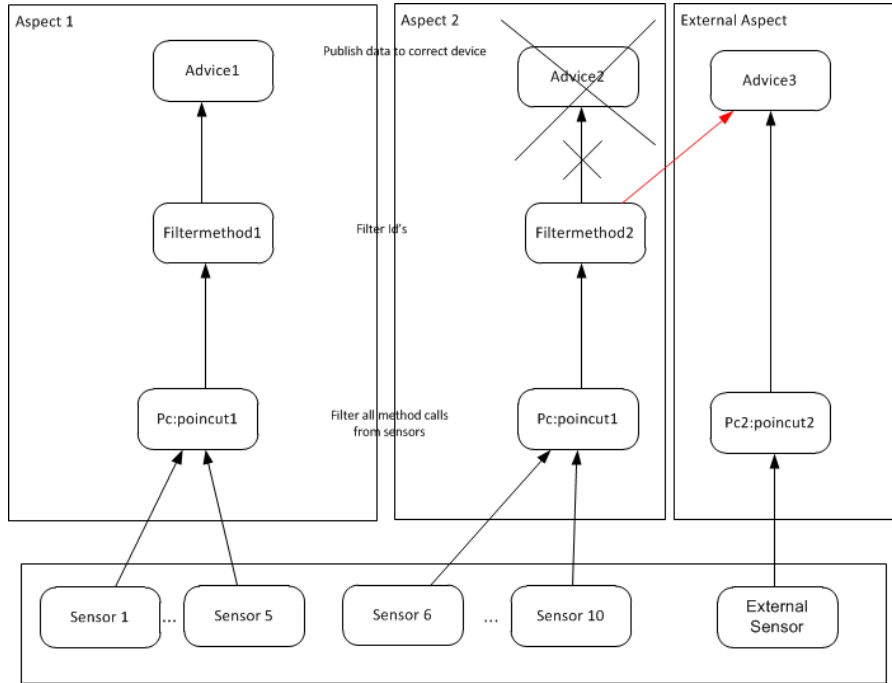 Aspect 1
Aspect 2
External Aspect
Publish data to correct device
Advice1
Advice2
Advice3
Filtermethod1
Filter Id's
Filtermethod2
Pc:poincut1
Filter all method calls
from sensors
Pc:poincut1
Pc2:poincut2
Sensor 1
...
Sensor 5
Sensor 6
...
Sensor 10
External
Sensor